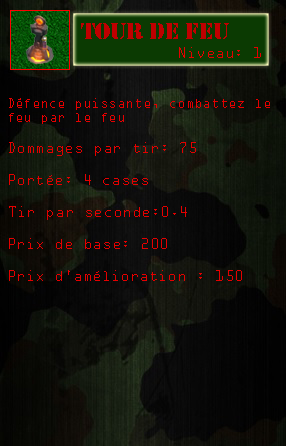 TOUR DE FEU
Niveau: 1
Défence puissante, combattez le
feu par le feu
Dommages par tir: 75
Portée: 4 cases
Tir par seconde:0.4
Prix de base: 200
Prix d'amélioration : 150